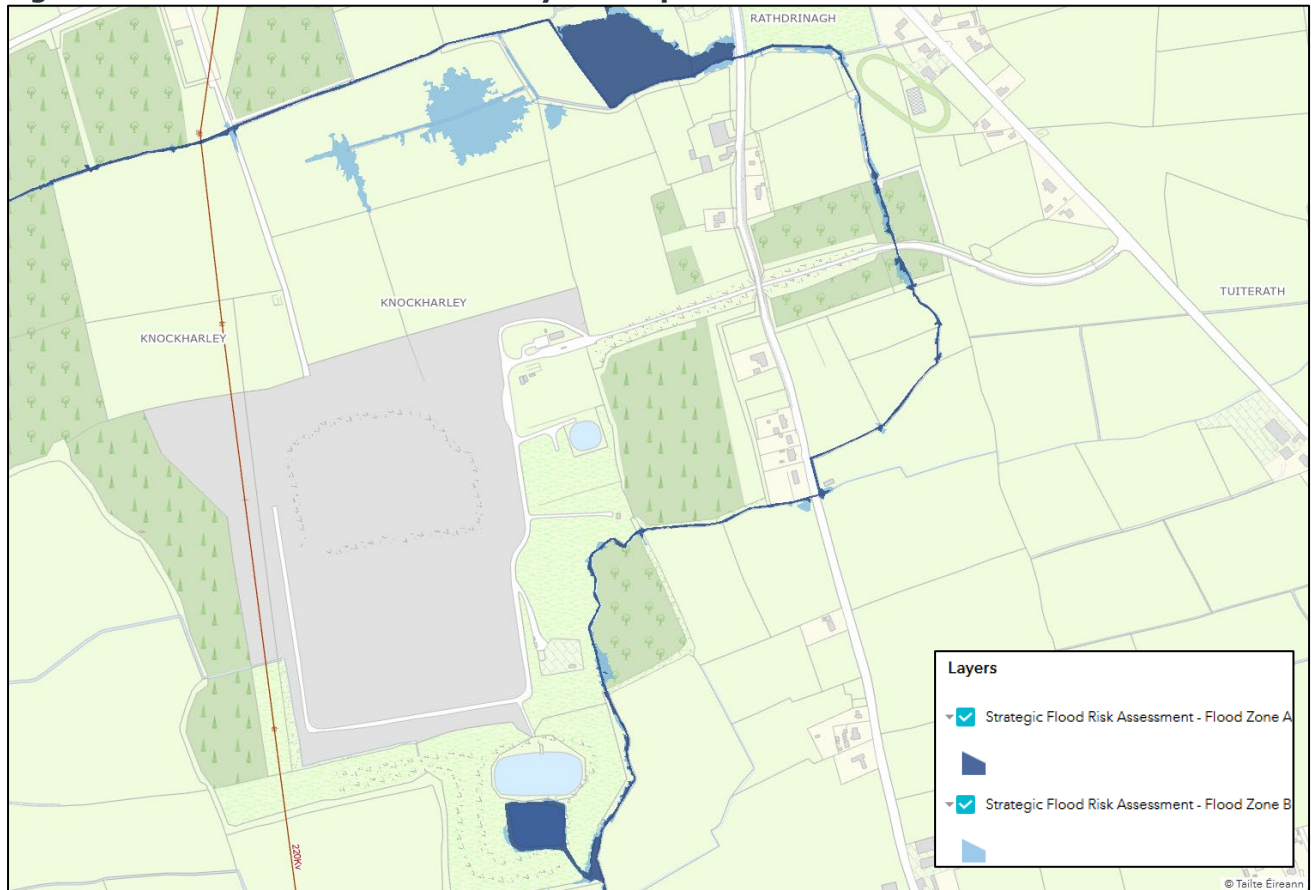 RATHDRINAGH
KNOCKHARLEY
TUITERATH
KNOCKHARLEY
Layers
Strategic Flood Risk Assessment - Flood Zone A
Strategic Flood Risk Assessment - Flood Zone B
220Kv
© Tailte Éireann